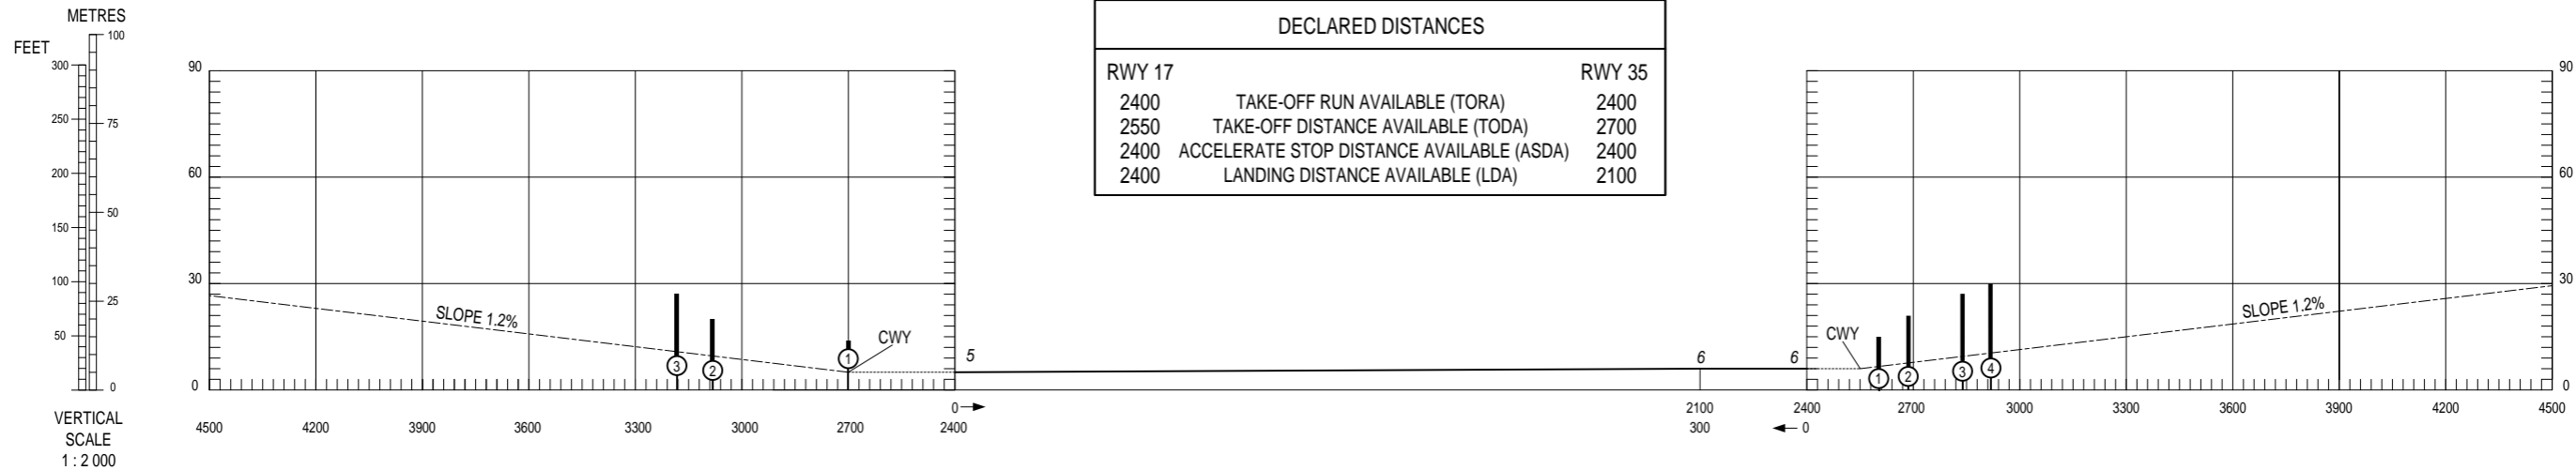 METRES
FEET
100
75
50
25
0
300
250
200
150
100
50
VERTICAL
SCALE
1 : 2 000
90
60
30
0
SLOPE 1.2%
3
2
1
CWY
5
4500 4200 3900 3600 3300 3000 2700 2400
0
DECLARED DISTANCES
RWY 17 RWY 35
2400 TAKE-OFF RUN AVAILABLE (TORA) 2400
2550 TAKE-OFF DISTANCE AVAILABLE (TODA) 2700
2400 ACCELERATE STOP DISTANCE AVAILABLE (ASDA) 2400
2400 LANDING DISTANCE AVAILABLE (LDA) 2100
6 6
CWY
1
2
3
4
SLOPE 1.2%
90
60
30
0
2100 2400 2700 3000 3300 3600 3900 4200 4500
300 0